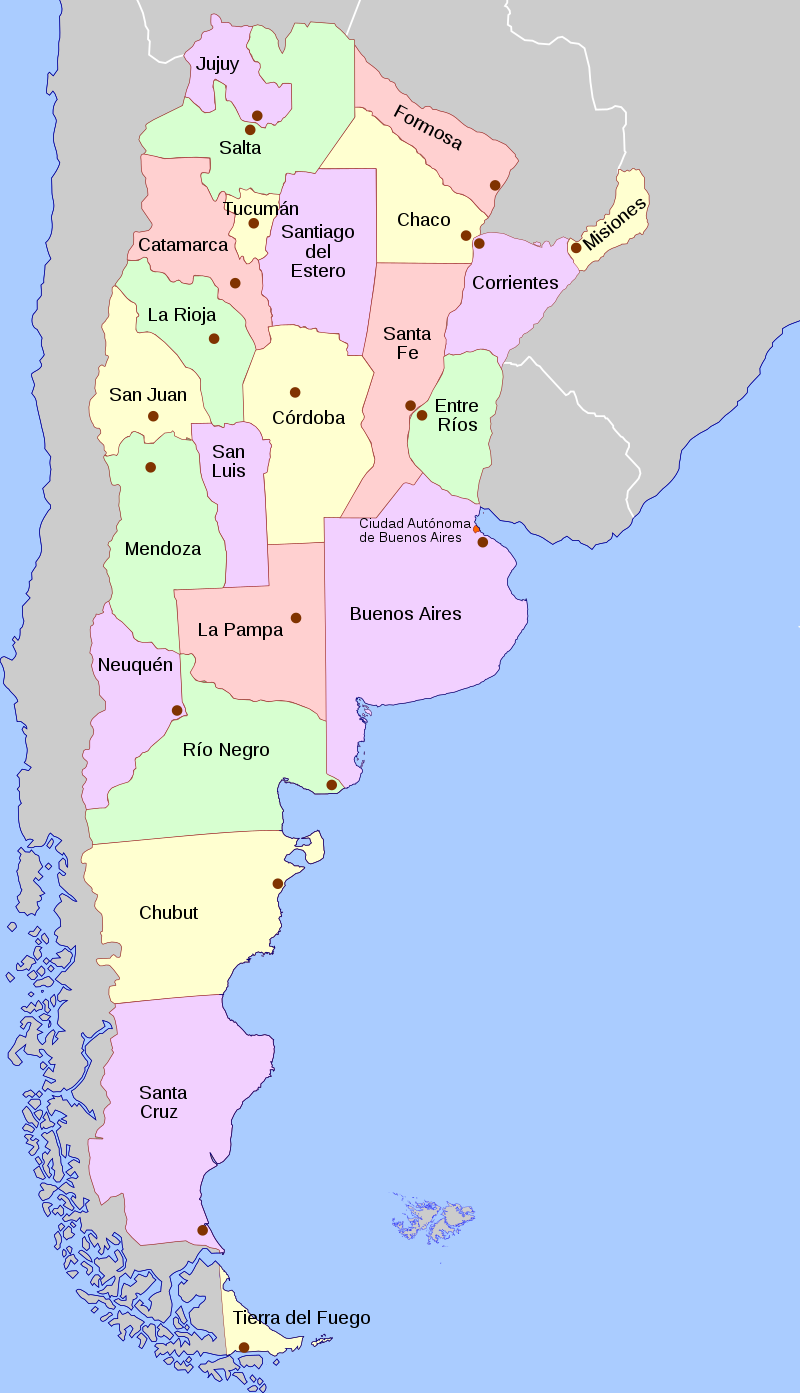 Jujuy
Formosa
Salta
Tucumán
Misiones
Chaco
Santiago
del
Estero
Catamarca
Corrientes
La Rioja
Santa
Fe
San Juan
Entre
Ríos
Córdoba
San
Luis
Ciudad Autónoma
de Buenos Aires
Mendoza
Buenos Aires
La Pampa
Neuquén
Río Negro
Chubut
Santa
Cruz
Tierra del Fuego